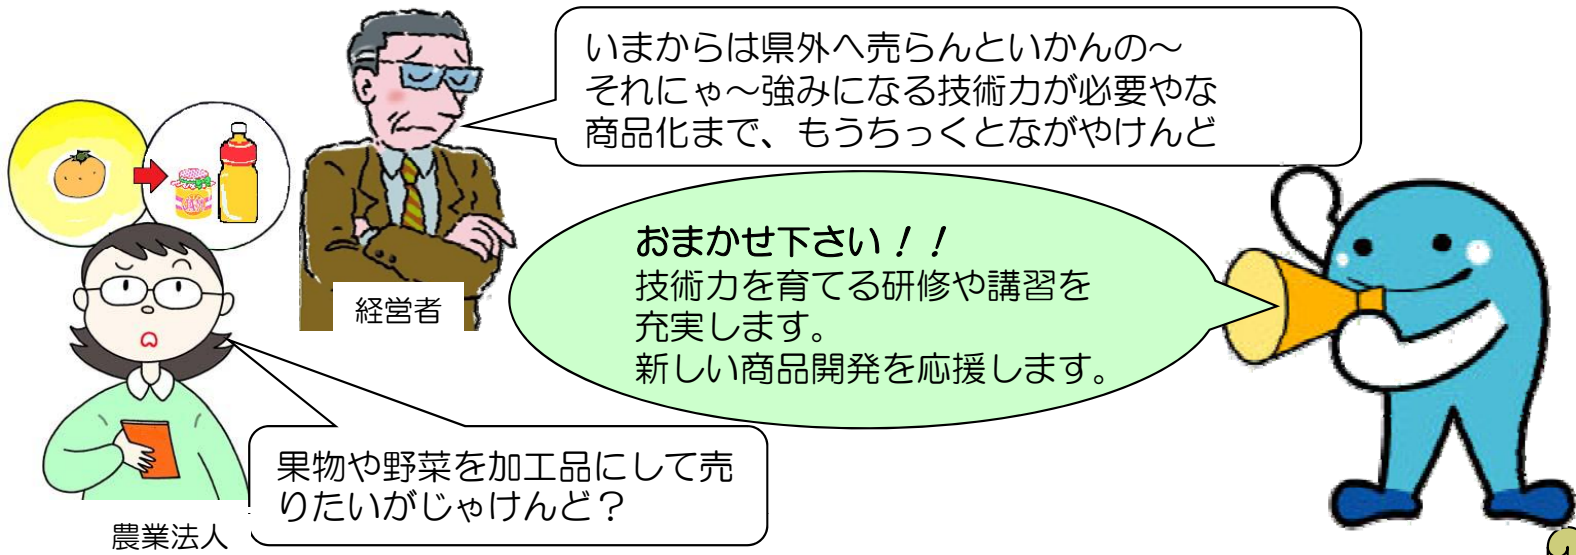 いまからは県外へ売らんといかんの～
それにゃ～強みになる技術力が必要やな
商品化まで、もうちっくとながやけんど
おまかせ下さい！！
技術力を育てる研修や講習を
充実します。
新しい商品開発を応援します。
経営者
果物や野菜を加工品にして売
りたいがじゃけんど？
農業法人